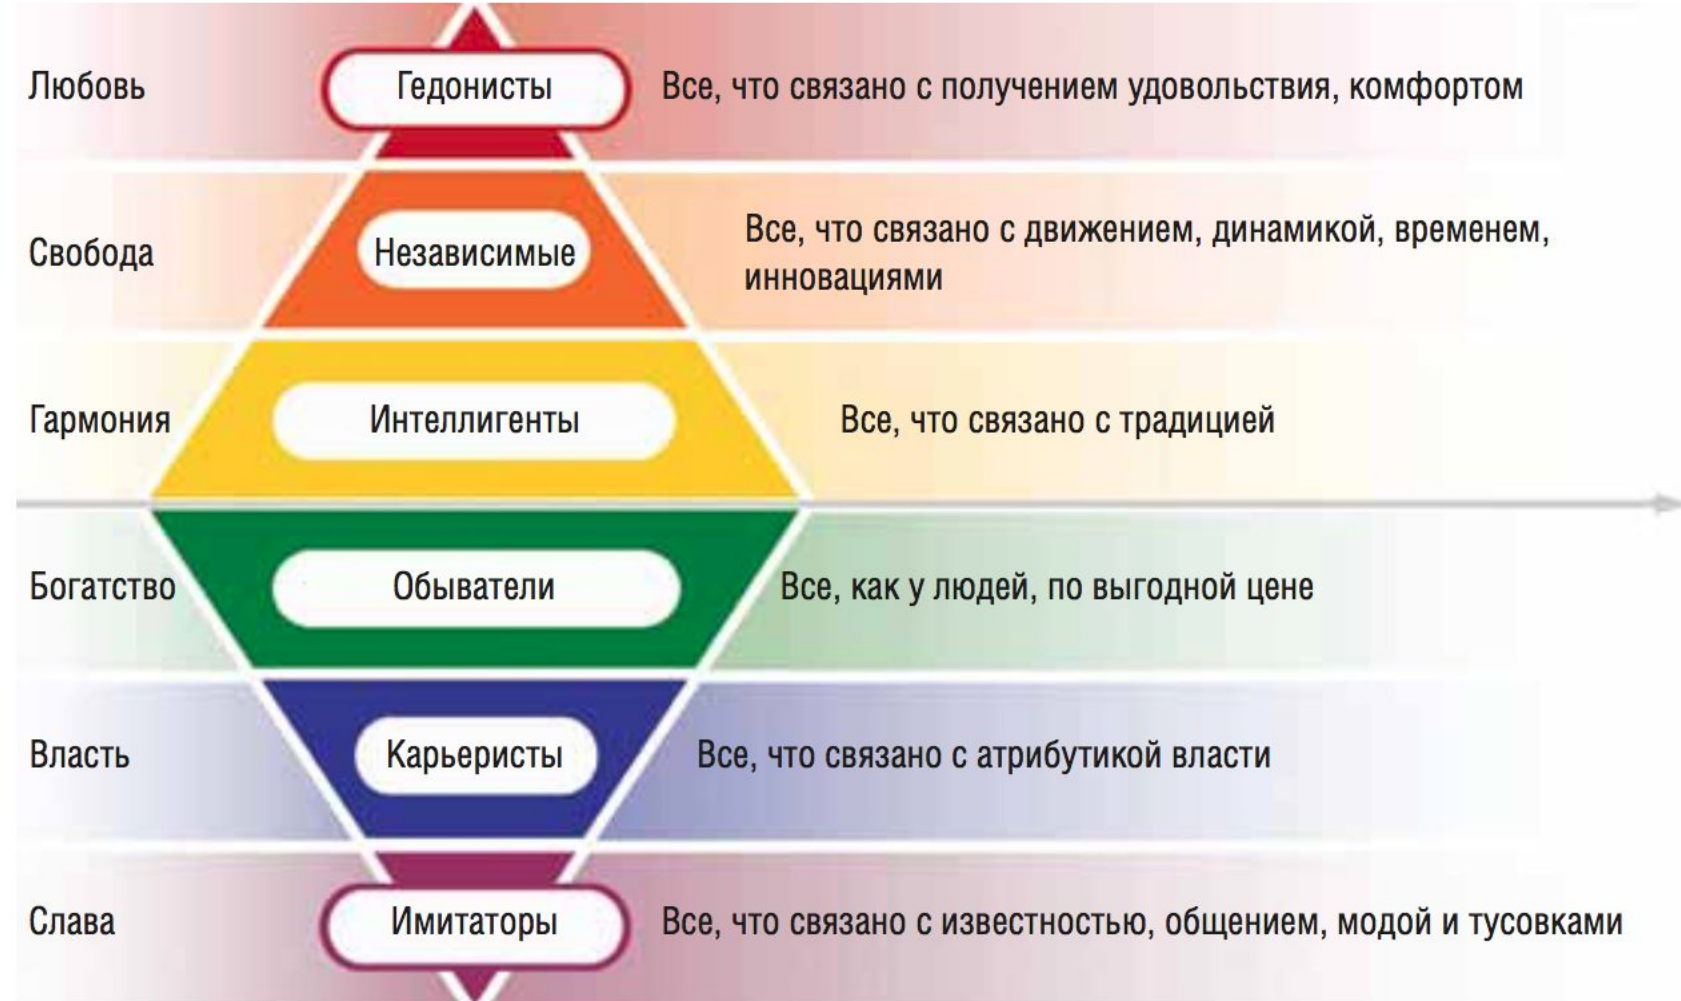 Любовь
Гедонисты
Все, что связано с получением удовольствия, комфортом
Свобода
Независимые
Все, что связано с движением, динамикой, временем,
инновациями
Гармония
Интеллигенты
Все, что связано с традицией
Богатство
Обыватели
Все, как у людей, по выгодной цене
Власть
Карьеристы
Все, что связано с атрибутикой власти
Слава
Имитаторы
Все, что связано с известностью, общением, модой и тусовками